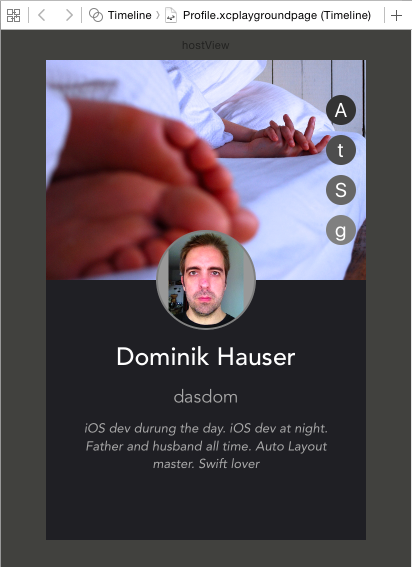 Timeline 〉 Profile.xcplaygroundpage (Timeline)
hostView
A
t
S
g
Dominik Hauser
dasdom
iOS dev durung the day. iOS dev at night.
Father and husband all time. Auto Layout
master. Swift lover